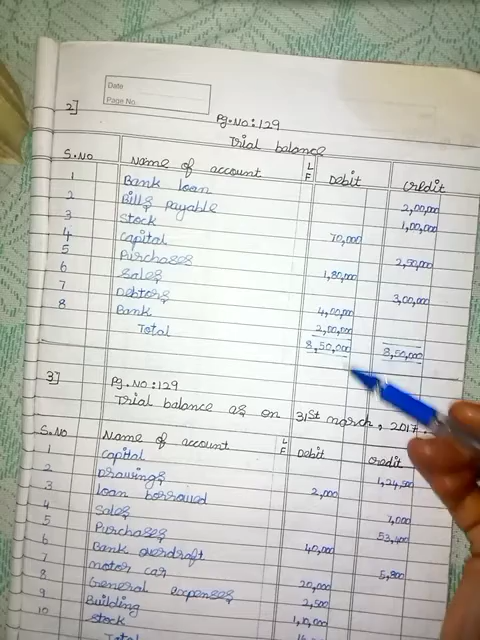 Date
Page No.
2]
Pg.No:129
Trial balance
S.No Name of account LF Debit Credit
1 Bank loan 2,00,000
2 Bills payable 1,00,000
3 Stock 70,000
4 Capital 2,50,000
5 Purchases 1,80,000
6 Sales 3,00,000
7 Debtors 4,00,000
8 Bank 2,00,000
Total 8,50,000 8,50,000
3] Pg.No:129
Trial balance as on 31st march, 2017.
S.No Name of account LF Debit Credit
1 Capital 1,24,500
2 Drawings 2,000
3 Loan borrowed 7,000
4 Sales 53,400
5 Purchases 40,000
6 Bank overdraft 5,800
7 motor car 20,000
8 General expenses 2,500
9 Building 1,10,000
10 Stock
Total